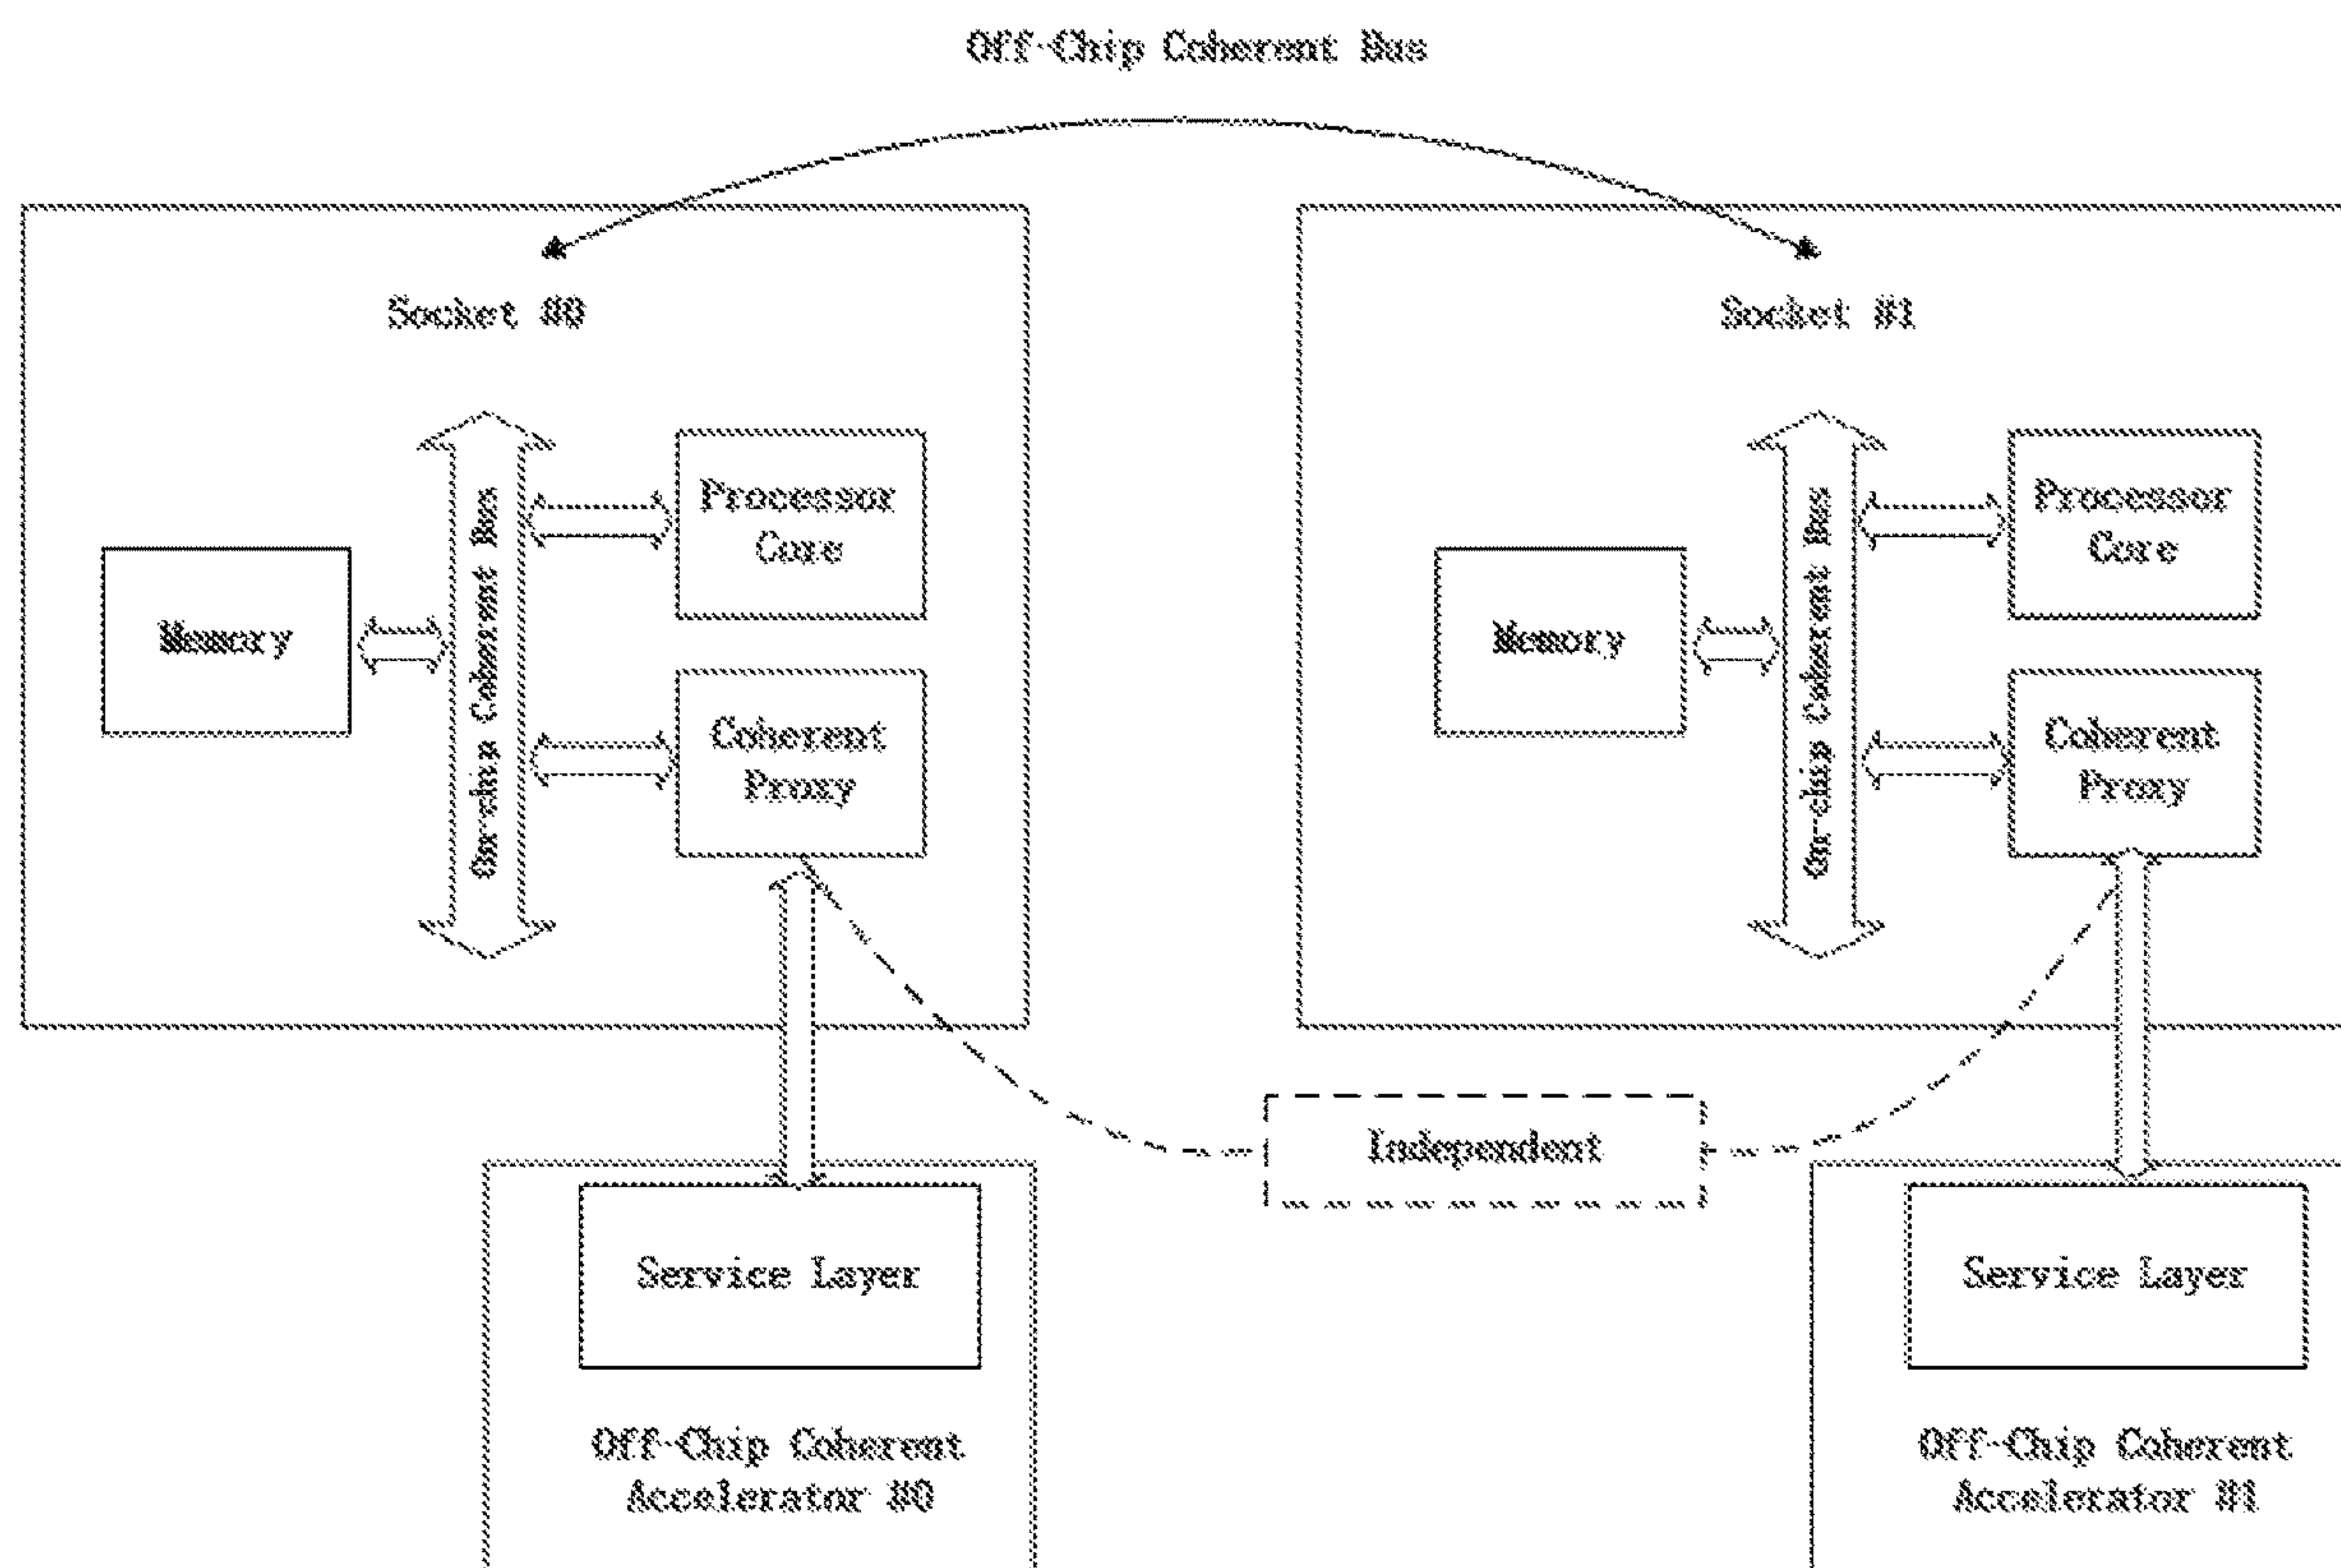 Off-Chip Coherent Bus
Socket #0
Socket #1
Processor
Core
Processor
Core
On-chip Coherent Bus
On-chip Coherent Bus
Memory
Memory
Coherent
Proxy
Coherent
Proxy
Independent
Service Layer
Service Layer
Off-Chip Coherent
Accelerator #0
Off-Chip Coherent
Accelerator #1